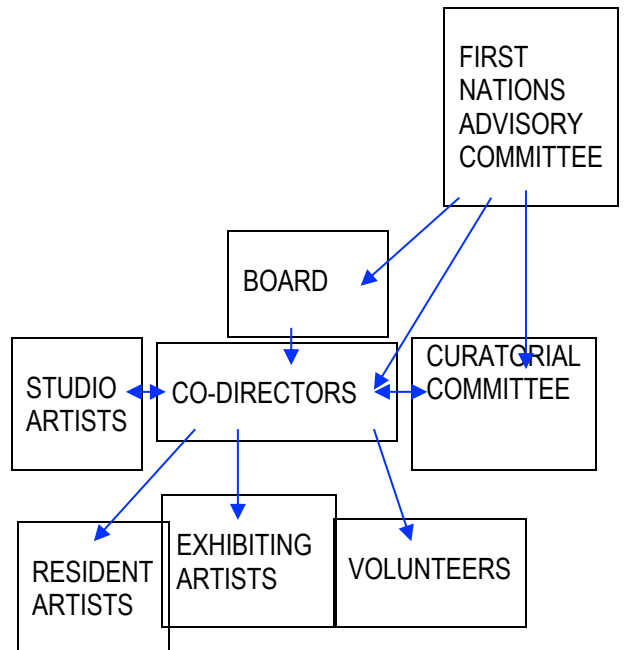 FIRST
NATIONS
ADVISORY
COMMITTEE
BOARD
CURATORIAL
COMMITTEE
STUDIO
ARTISTS
CO-DIRECTORS
EXHIBITING
ARTISTS
RESIDENT
ARTISTS
VOLUNTEERS